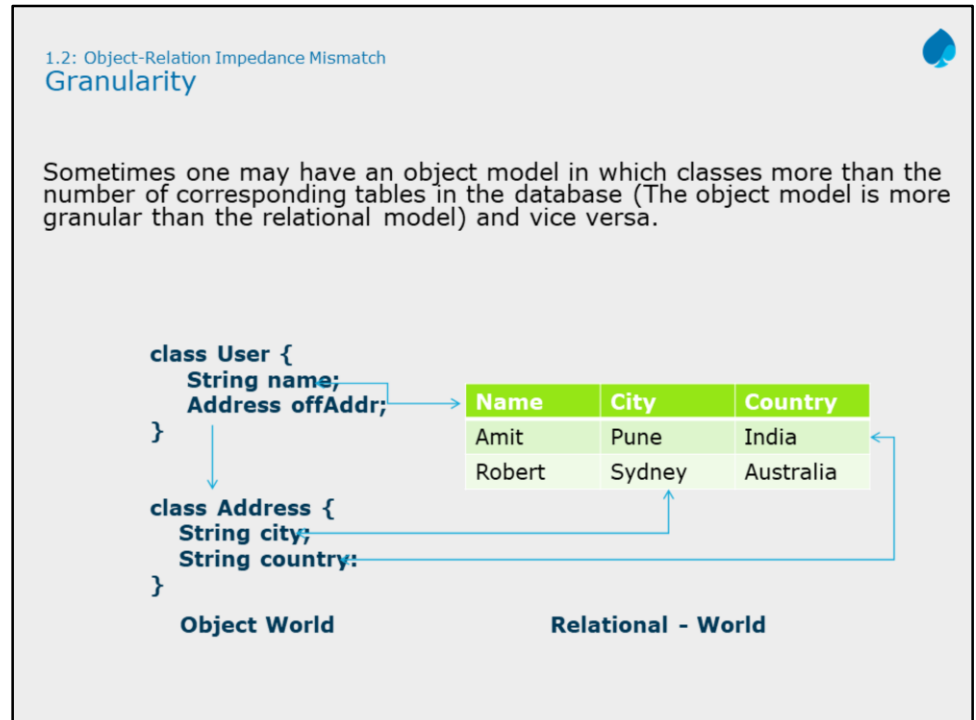 1.2: Object-Relation Impedance Mismatch
Granularity
Sometimes one may have an object model in which classes more than the
number of corresponding tables in the database (The object model is more
granular than the relational model) and vice versa.
class User {
String name;
Address offAddr;
}
Name City Country
Amit Pune India
Robert Sydney Australia
class Address {
String city;
String country:
}
Object World
Relational - World